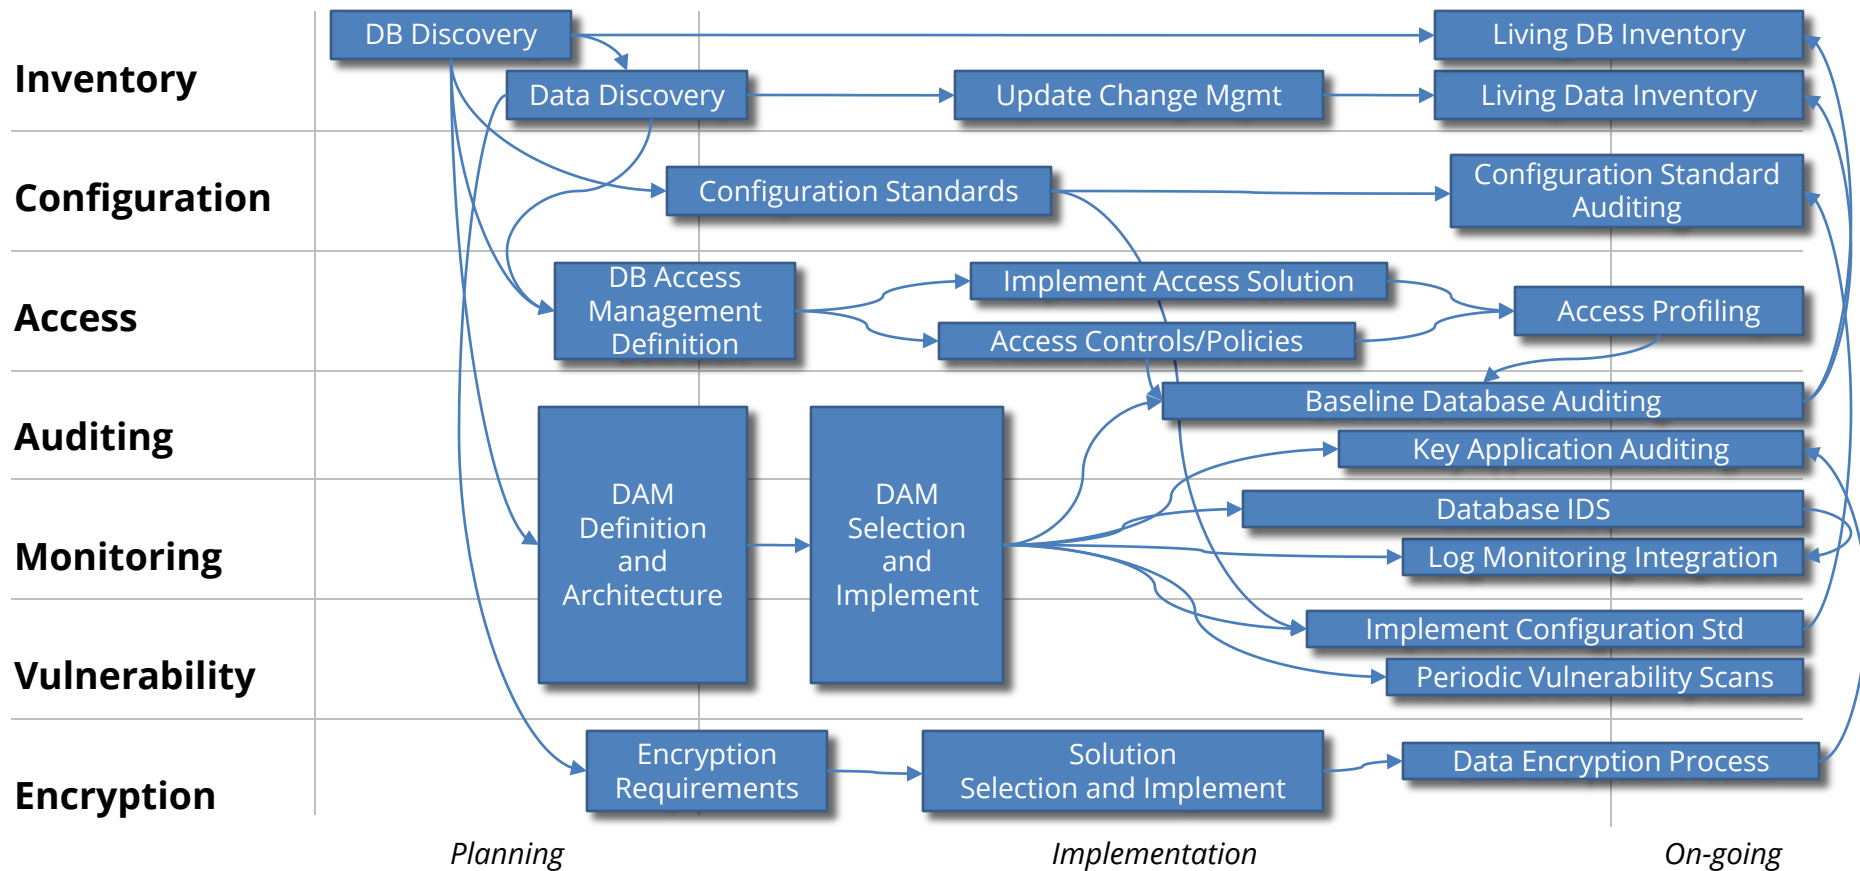 DB Discovery
Living DB Inventory
Inventory
Data Discovery
Update Change Mgmt
Living Data Inventory
Configuration
Configuration Standards
Configuration Standard
Auditing
Access
DB Access
Management
Definition
Implement Access Solution
Access Controls/Policies
Access Profiling
Auditing
Baseline Database Auditing
Key Application Auditing
DAM
Definition
and
Architecture
DAM
Selection
and
Implement
Monitoring
Database IDS
Log Monitoring Integration
Vulnerability
Implement Configuration Std
Periodic Vulnerability Scans
Encryption
Encryption
Requirements
Solution
Selection and Implement
Data Encryption Process
Planning
Implementation
On-going